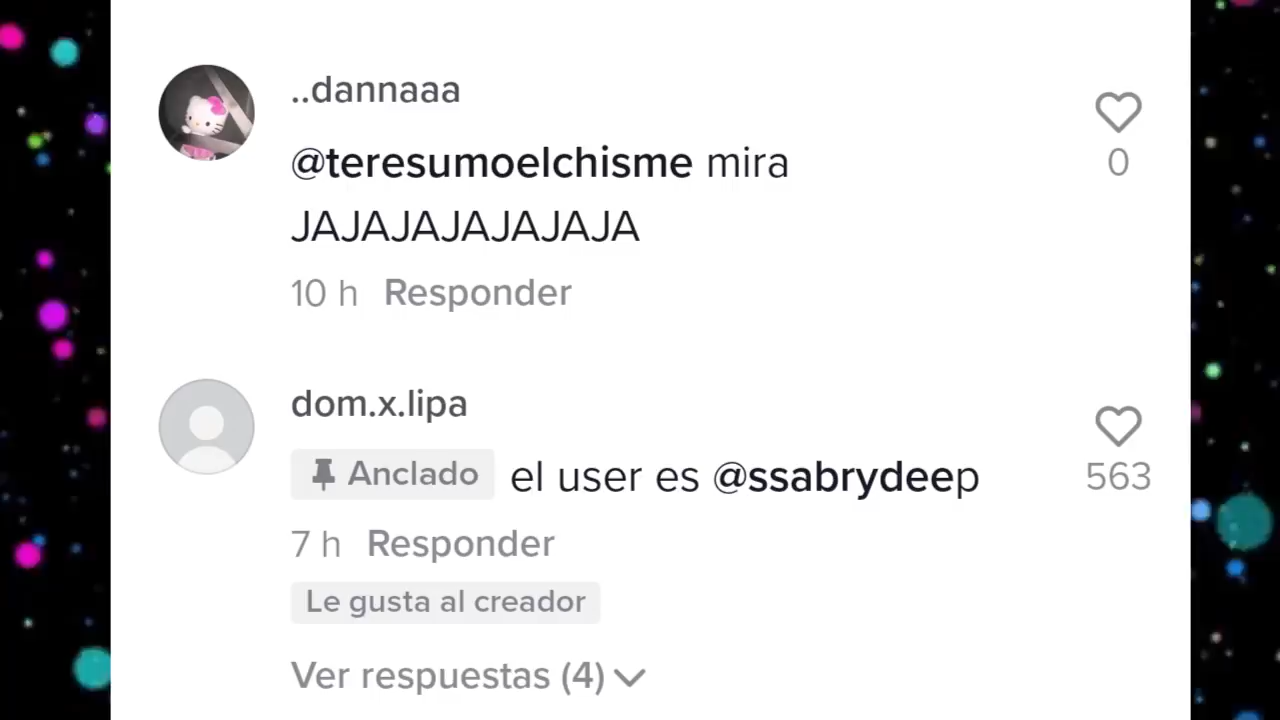 ..dannaaa
@teresumoelchisme mira
JAJAJAJAJAJAJA
0
10 h Responder
dom.x.lipa
Anclado el user es @ssabrydeep
563
7 h Responder
Le gusta al creador
Ver respuestas (4)